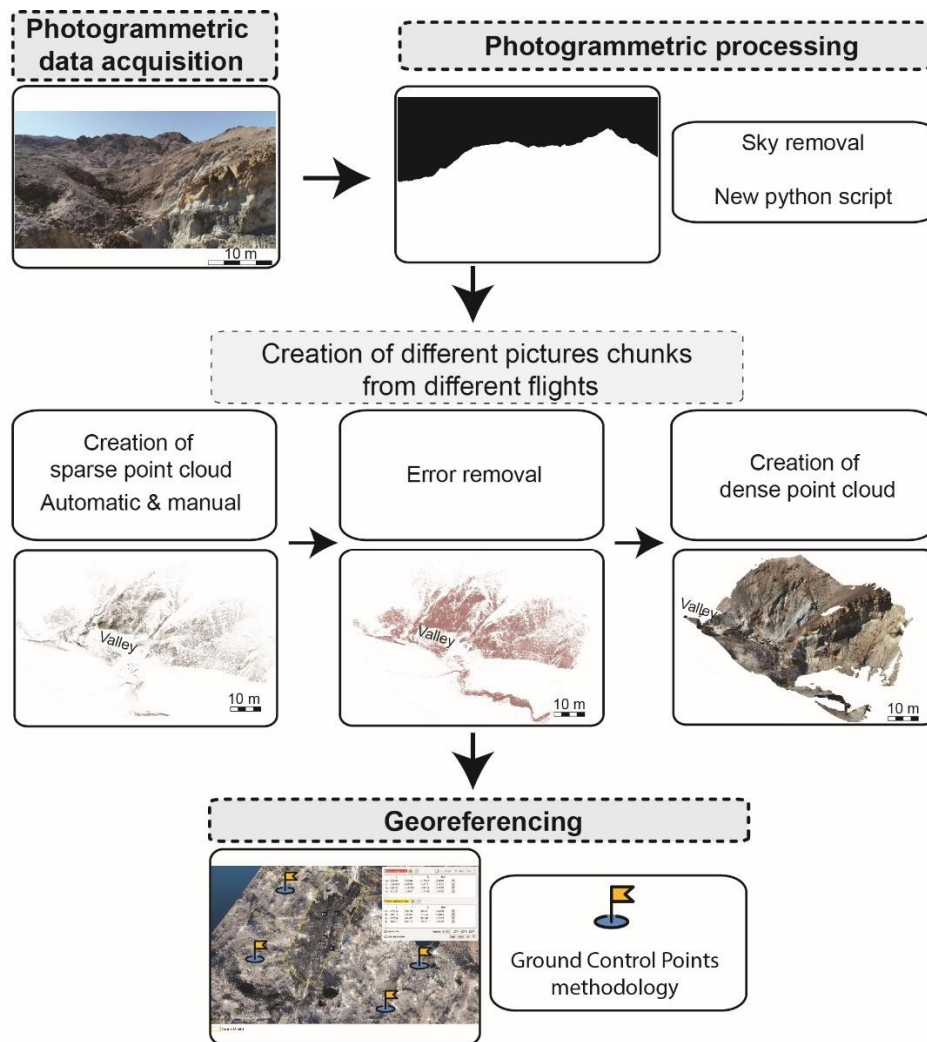 Photogrammetric
data acquisition
Photogrammetric processing
10 m
Sky removal
New python script
Creation of different pictures chunks
from different flights
Creation of
sparse point cloud
Automatic & manual
Error removal
Creation of
dense point cloud
Valley
10 m
Valley
10 m
Valley
10 m
Georeferencing
Ground Control Points
methodology